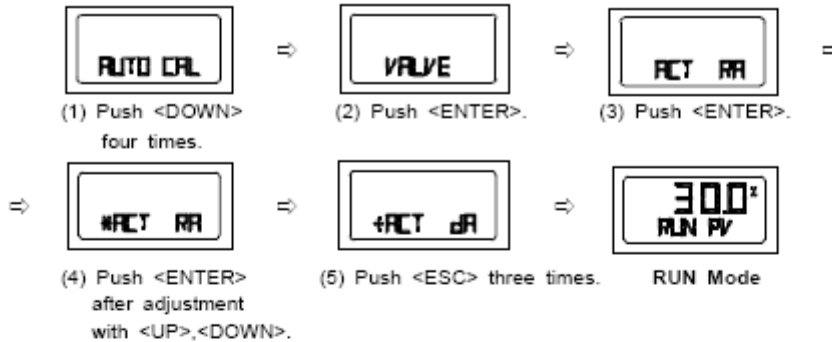 AUTO CAL ⇨ VALVE ⇨ ACT RA ⇨
(1) Push <DOWN>
four times.
(2) Push <ENTER>.
(3) Push <ENTER>.
⇨ *ACT RA ⇨ +ACT dA ⇨ 30.0%
RUN PV
(4) Push <ENTER>
after adjustment
with <UP>,<DOWN>.
(5) Push <ESC> three times.
RUN Mode